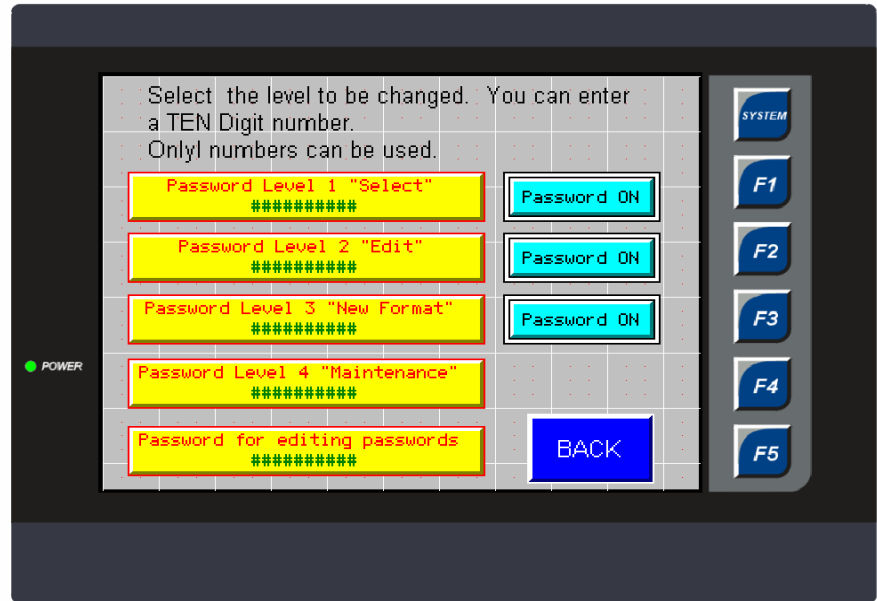 Select the level to be changed. You can enter
a TEN Digit number.
Onlyl numbers can be used.
SYSTEM
Password Level 1 "Select"
##########
Password ON
F1
Password Level 2 "Edit"
##########
Password ON
F2
Password Level 3 "New Format"
##########
Password ON
F3
POWER
Password Level 4 "Maintenance"
##########
F4
Password for editing passwords
##########
BACK
F5